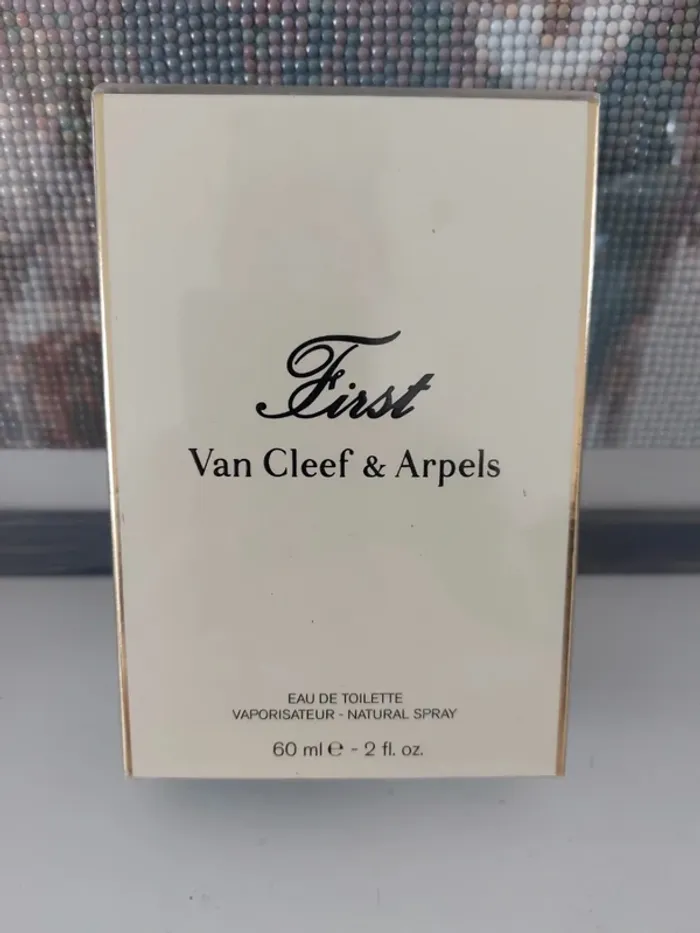 First
Van Cleef & Arpels
EAU DE TOILETTE
VAPORISATEUR - NATURAL SPRAY
60 ml ℮ - 2 fl. oz.